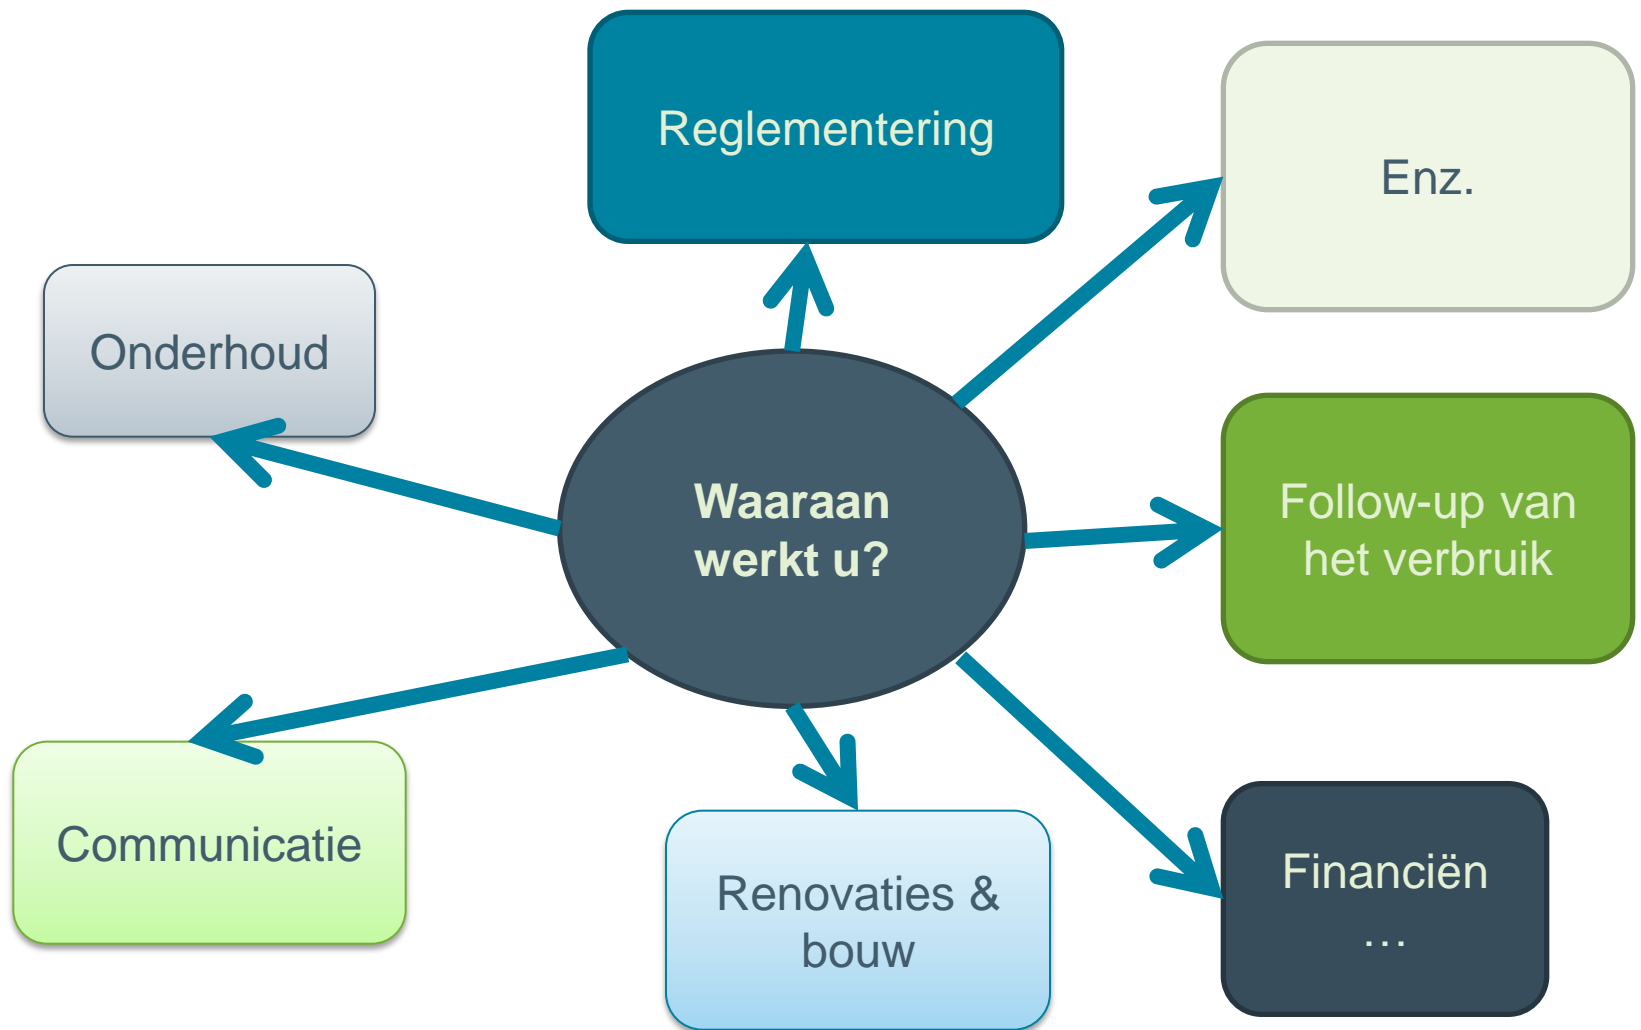 Reglementering
Enz.
Onderhoud
Waaraan
werkt u?
Follow-up van
het verbruik
Communicatie
Renovaties &
bouw
Financiën
…